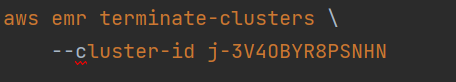 aws emr terminate-clusters \
--cluster-id j-3V4OBYR8PSNHN